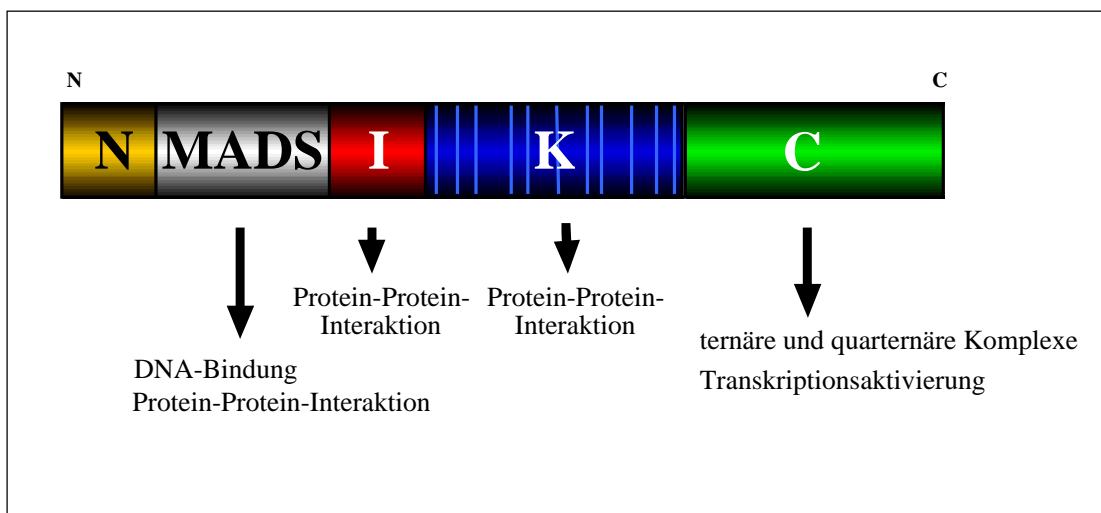 N C
N MADS I K C
Protein-Protein-
Interaktion
Protein-Protein-
Interaktion
DNA-Bindung
Protein-Protein-Interaktion
ternäre und quarternäre Komplexe
Transkriptionsaktivierung